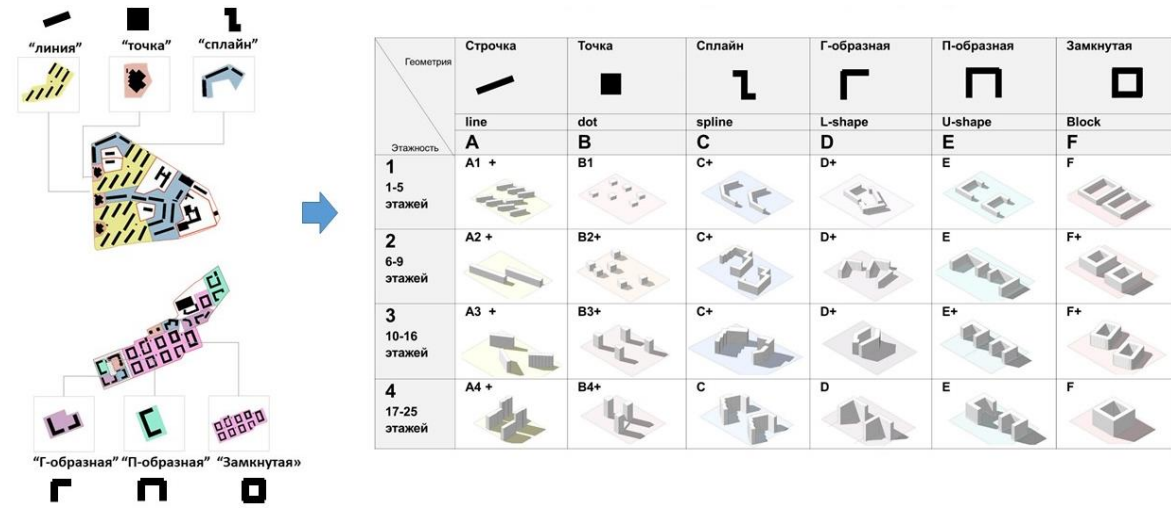 “линия” “точка” “сплайн”
“Г-образная” “П-образная” “Замкнутая»
Геометрия
Этажность
Строчка Точка Сплайн Г-образная П-образная Замкнутая
line dot spline L-shape U-shape Block
A B C D E F
1
1-5
этажей
A1 + B1 C+ D+ E F
2
6-9
этажей
A2 + B2+ C+ D+ E F+
3
10-16
этажей
A3 + B3+ C+ D+ E+ F+
4
17-25
этажей
A4 + B4+ C D E F